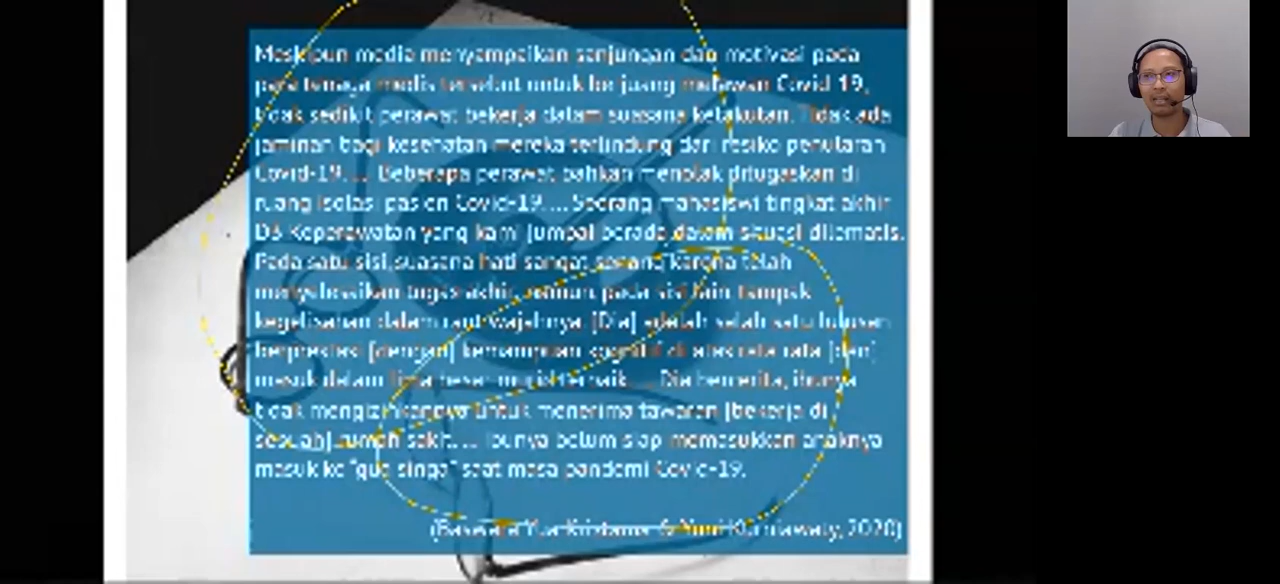 Meskipun media menyampaikan sanjungan dan motivasi pada
para tenaga medis tersebut untuk berjuang melawan Covid-19,
tidak sedikit perawat bekerja dalam suasana ketakutan. Tidak ada
jaminan bagi kesehatan mereka terlindung dari resiko penularan
Covid-19.... Beberapa perawat bahkan menolak ditugaskan di
ruang isolasi pasien Covid-19.... Seorang mahasiswi tingkat akhir
D3 Keperawatan yang kami jumpai berada dalam situasi dilematis.
Pada satu sisi, suasana hati sangat senang karena telah
menyelesaikan tugas akhir, namun pada sisi lain tampak
kegelisahan dalam raut wajahnya. [Dia] adalah salah satu lulusan
berprestasi [dengan] kemampuan kognitif di atas rata-rata [dan]
masuk dalam lima besar terbaik.... Dia bercerita, ibunya
tidak mengizinkannya untuk menerima tawaran [bekerja di
sebuah] rumah sakit.... Ibunya belum siap memasukkan anaknya
masuk ke "gua singa" saat masa pandemi Covid-19.
Kristama & Yuni Kurniawaty, 2020)